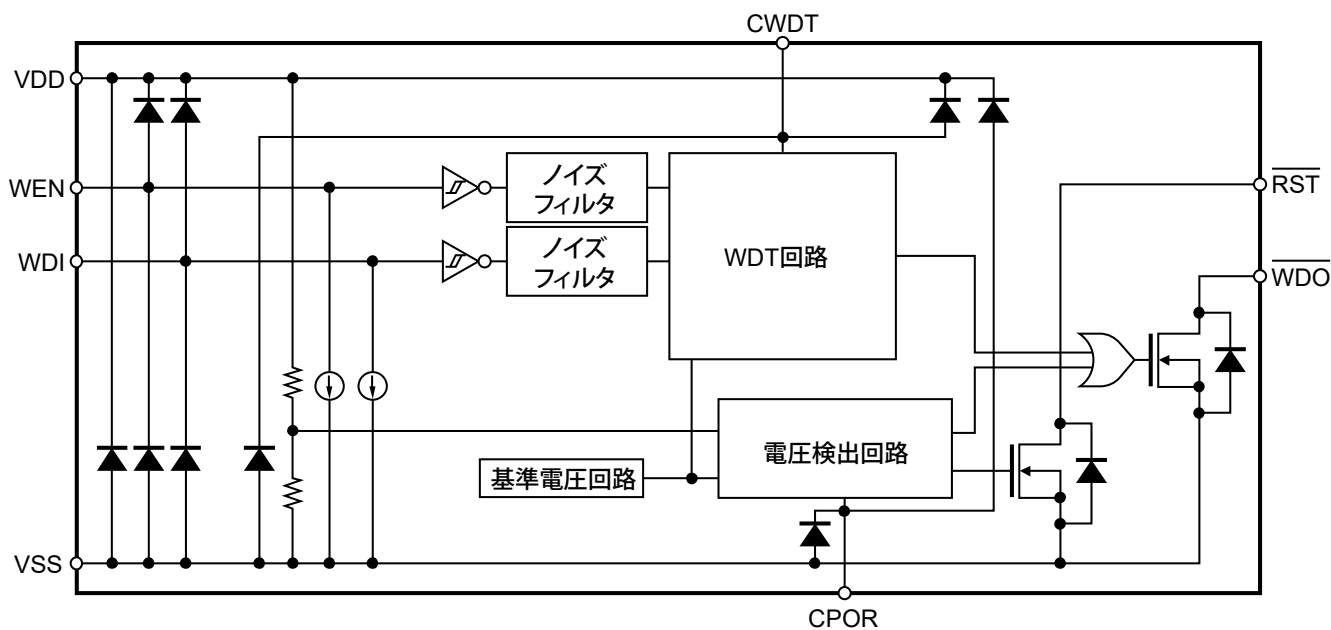 CWDT
VDD
WEN
ノイズ
フィルタ
RST
WDI
ノイズ
フィルタ
WDT回路
WDO
電圧検出回路
基準電圧回路
VSS
CPOR